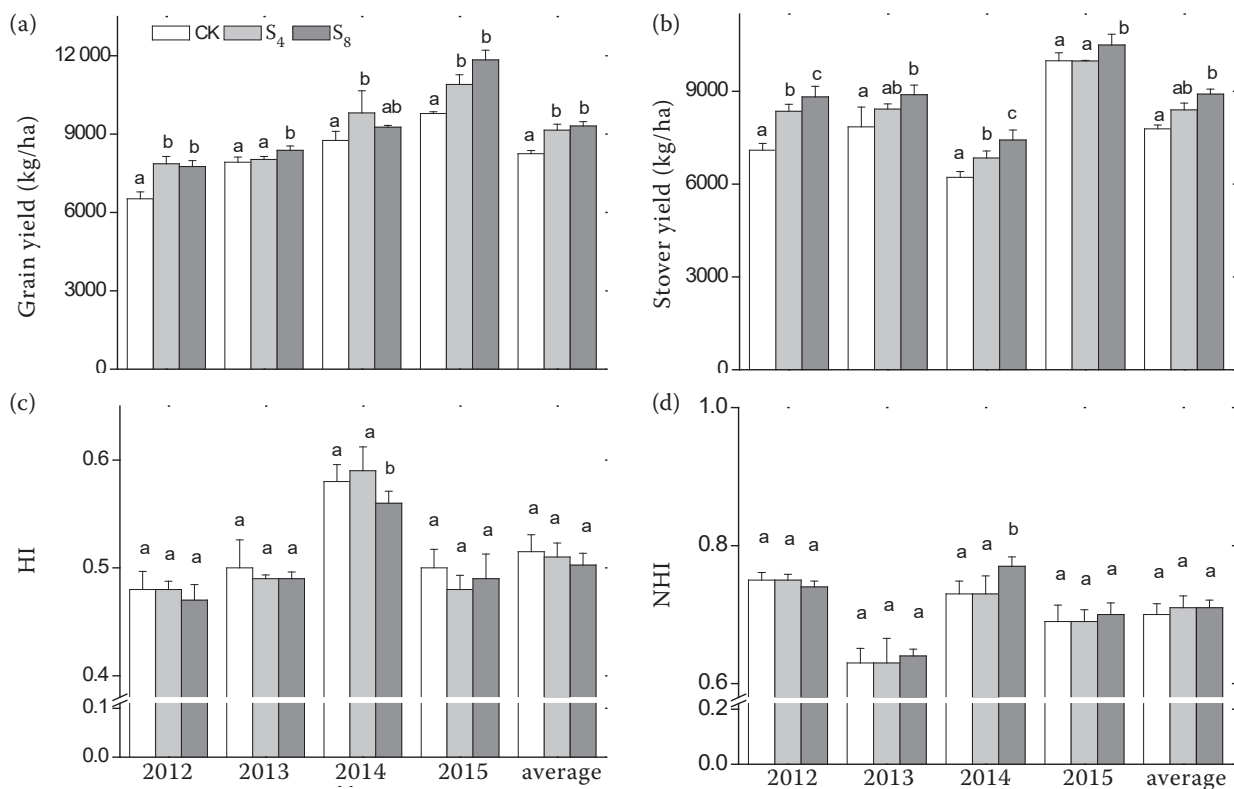 (a)
CK S4 S8
Grain yield (kg/ha)
12 000
9000
6000
3000
0
a b b
a a b
a b ab
a b b
a b b
(b)
Stover yield (kg/ha)
9000
6000
3000
0
a b c
a ab b
a b c
a a b
a ab b
(c)
HI
0.6
0.5
0.4
0.1
0.0
a a a
a a a
a a b
a a a
a a a
2012 2013 2014 2015 average
(d)
NHI
1.0
0.8
0.6
0.2
0.0
a a a
a a a
a a b
a a a
a a a
2012 2013 2014 2015 average